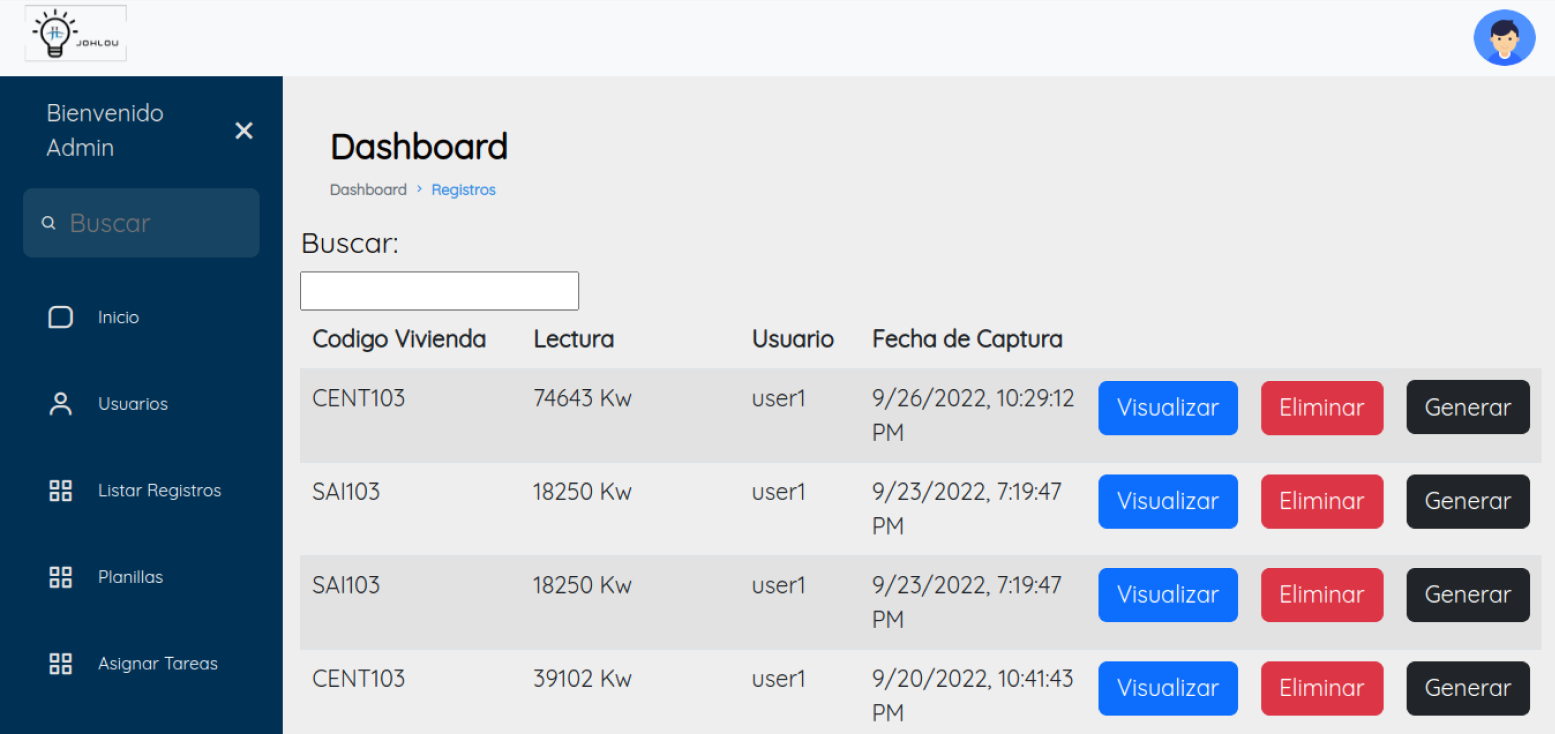 JOHLOU
Bienvenido
Admin
Buscar
Inicio
Usuarios
Listar Registros
Planillas
Asignar Tareas
Dashboard
Dashboard > Registros
Buscar:
Codigo Vivienda Lectura Usuario Fecha de Captura
CENT103 74643 Kw user1 9/26/2022, 10:29:12 Visualizar Eliminar Generar
PM
SAI103 18250 Kw user1 9/23/2022, 7:19:47 Visualizar Eliminar Generar
PM
SAI103 18250 Kw user1 9/23/2022, 7:19:47 Visualizar Eliminar Generar
PM
CENT103 39102 Kw user1 9/20/2022, 10:41:43 Visualizar Eliminar Generar
PM